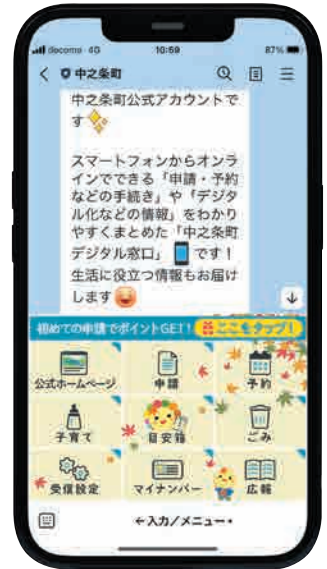 docomo 4G 10:59 87%
中之条町
中之条町公式アカウントで
す
スマートフォンからオンラ
インでできる「申請・予約
などの手続き」や「デジタ
ル化などの情報」をわかり
やすくまとめた「中之条町
デジタル窓口」です!
生活に役立つ情報もお届け
します
初めての申請でポイントGET! ここをタップ!
公式ホームページ 申請 予約
子育て 目安箱 ごみ
受信設定 マイナンバー 広報
入力/メニュー